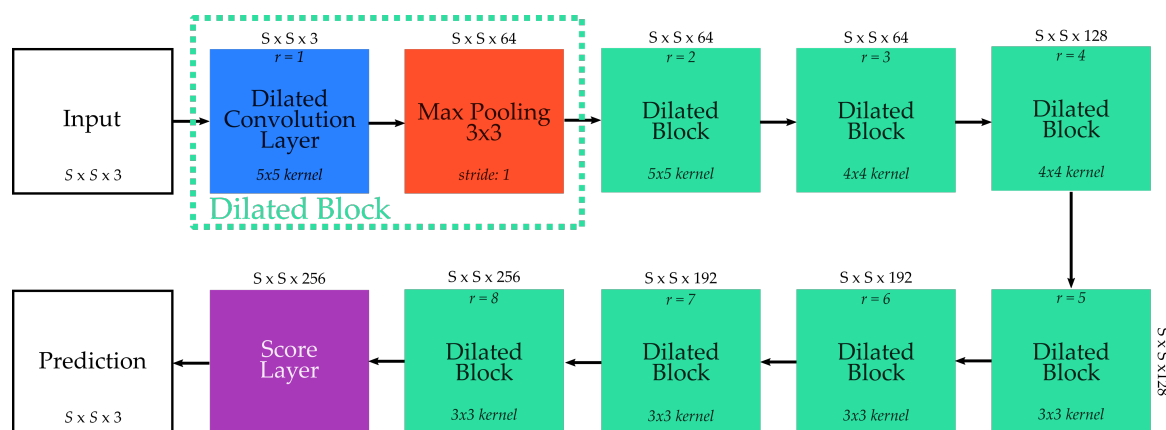 Input
S x S x 3
S x S x 3
r = 1
Dilated
Convolution
Layer
5x5 kernel
S x S x 64
Max Pooling
3x3
stride: 1
Dilated Block
S x S x 64
r = 2
Dilated
Block
5x5 kernel
S x S x 64
r = 3
Dilated
Block
4x4 kernel
S x S x 128
r = 4
Dilated
Block
4x4 kernel
r = 5
Dilated
Block
3x3 kernel
S x S x128
S x S x 192
r = 6
Dilated
Block
3x3 kernel
S x S x 192
r = 7
Dilated
Block
3x3 kernel
S x S x 256
r = 8
Dilated
Block
3x3 kernel
S x S x 256
Score
Layer
Prediction
S x S x 3